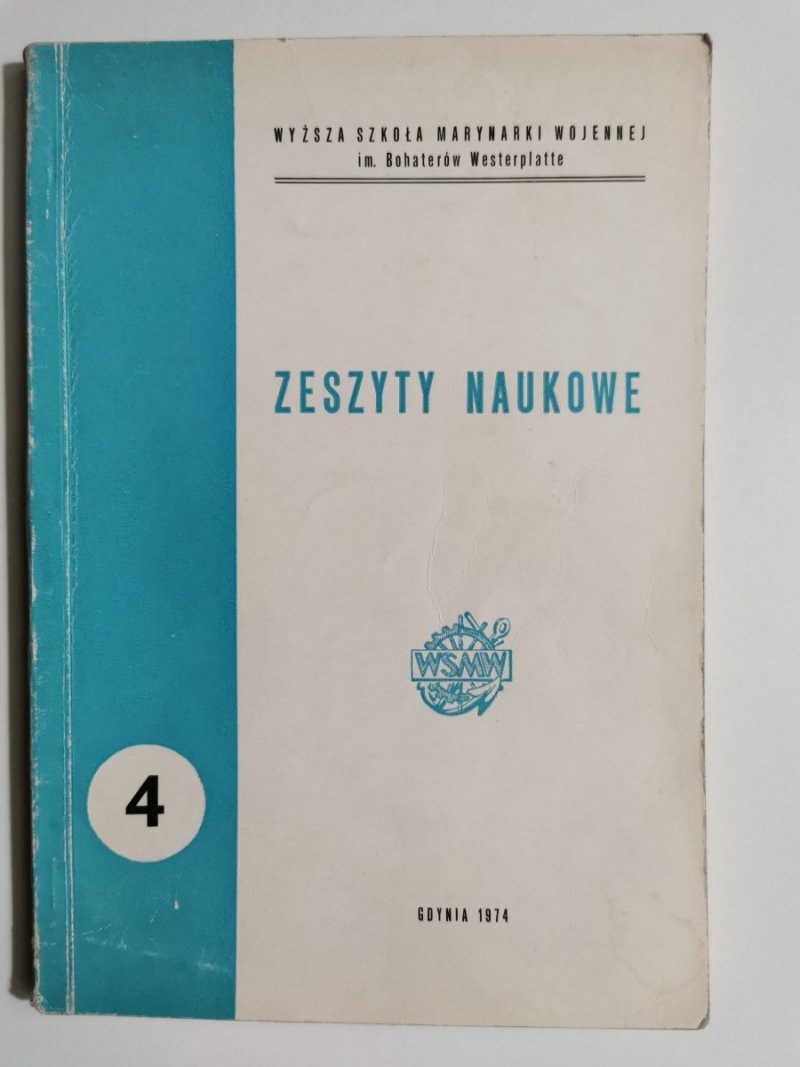 WYŻSZA SZKOŁA MARYNARKI WOJENNEJ
im. Bohaterów Westerplatte
ZESZYTY NAUKOWE
WSMW
4
GDYNIA 1974